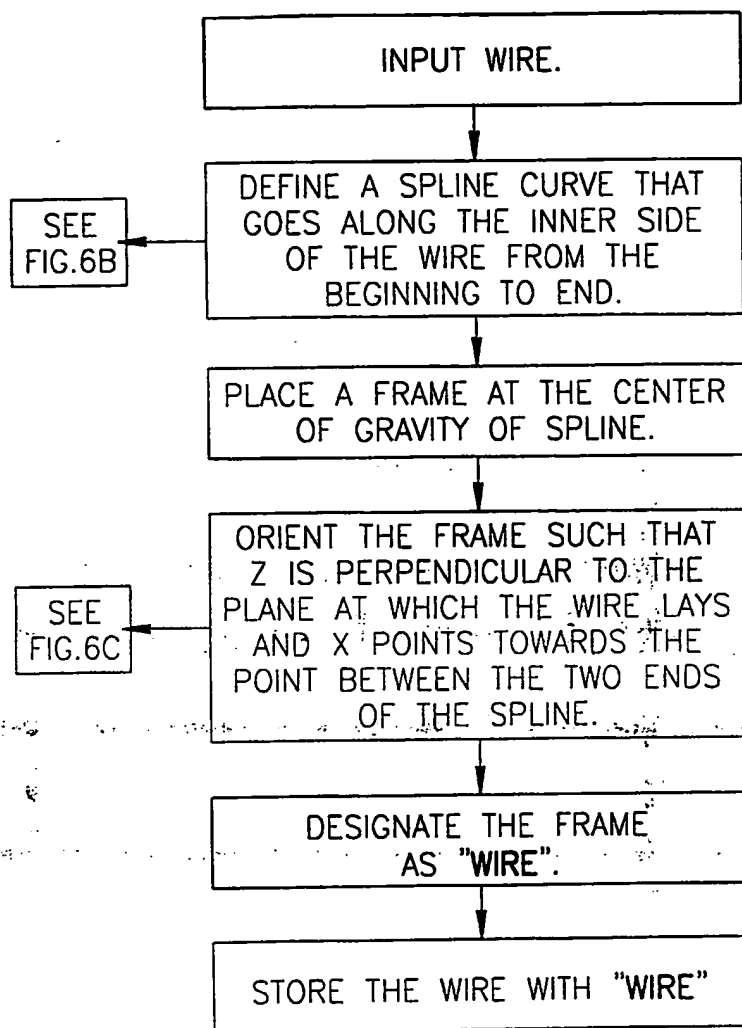 INPUT WIRE.
DEFINE A SPLINE CURVE THAT
GOES ALONG THE INNER SIDE
OF THE WIRE FROM THE
BEGINNING TO END.
SEE
FIG.6B
PLACE A FRAME AT THE CENTER
OF GRAVITY OF SPLINE.
ORIENT THE FRAME SUCH THAT
Z IS PERPENDICULAR TO THE
PLANE AT WHICH THE WIRE LAYS
AND X POINTS TOWARDS THE
POINT BETWEEN THE TWO ENDS
OF THE SPLINE.
SEE
FIG.6C
DESIGNATE THE FRAME
AS "WIRE".
STORE THE WIRE WITH "WIRE"